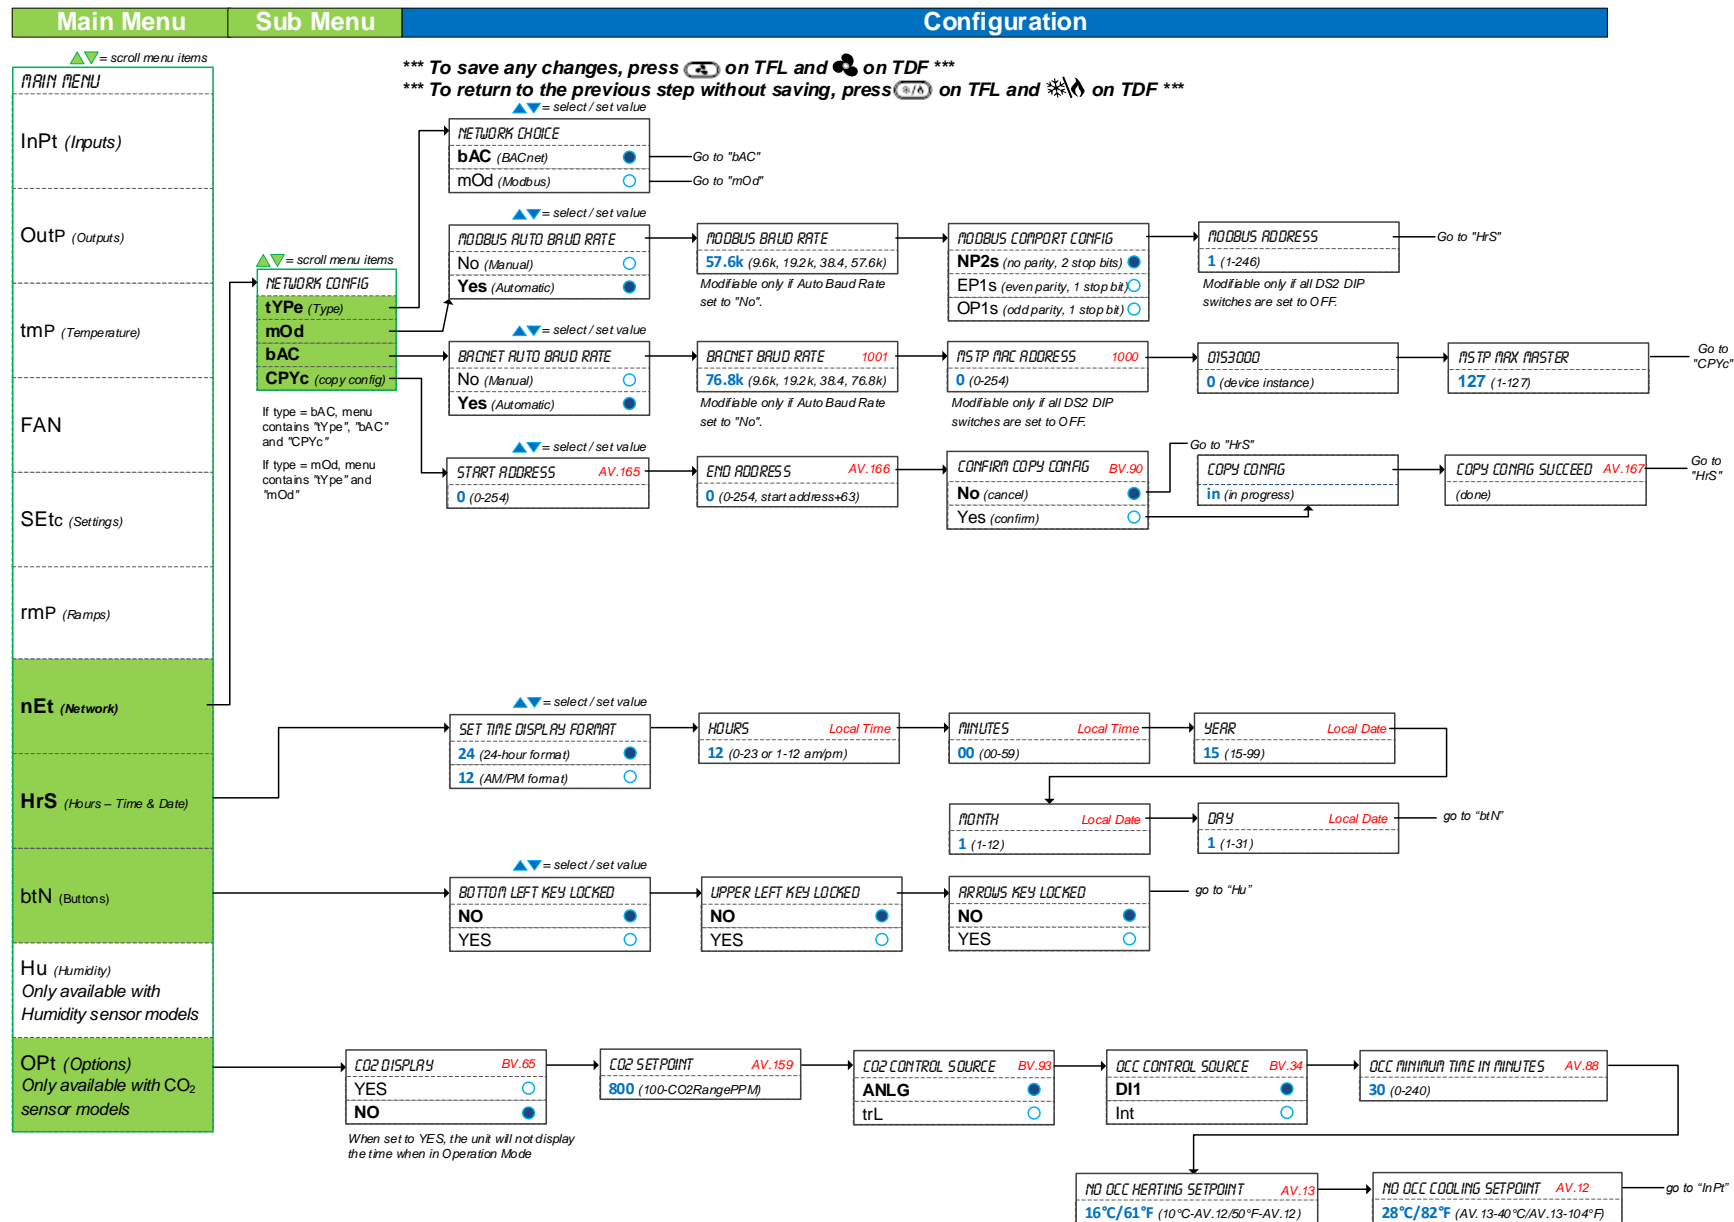 Main Menu
Sub Menu
Configuration
= scroll menu items
*** To save any changes, press on TFL and on TDF ***
*** To return to the previous step without saving, press on TFL and on TDF ***
MAIN MENU
InPt (Inputs)
OutP (Outputs)
tmP (Temperature)
FAN
SEtc (Settings)
rmP (Ramps)
nEt (Network)
HrS (Hours – Time & Date)
btN (Buttons)
Hu (Humidity)
Only available with
Humidity sensor models
OPt (Options)
Only available with CO2
sensor models
= scroll menu items
NETWORK CONFIG
tYPe (Type)
mOd
bAC
CPYc (copy config)
If type = bAC, menu
contains "tYpe", "bAC"
and "CPYc"
If type = mOd, menu
contains "tYpe" and
"mOd"
= select / set value
NETWORK CHOICE
bAC (BACnet)
Go to "bAC"
mOd (Modbus)
Go to "mOd"
= select / set value
MODBUS AUTO BAUD RATE
No (Manual)
Yes (Automatic)
MODBUS BAUD RATE
57.6k (9.6k, 19.2k, 38.4, 57.6k)
Modifiable only if Auto Baud Rate
set to "No".
MODBUS COMPORT CONFIG
NP2s (no parity, 2 stop bits)
EP1s (even parity, 1 stop bit)
OP1s (odd parity, 1 stop bit)
MODBUS ADDRESS
1 (1-246)
Modifiable only if all DS2 DIP
switches are set to OFF.
Go to "HrS"
= select / set value
BACNET AUTO BAUD RATE
No (Manual)
Yes (Automatic)
BACNET BAUD RATE 1001
76.8k (9.6k, 19.2k, 38.4, 76.8k)
Modifiable only if Auto Baud Rate
set to "No".
MSTP MAC ADDRESS 1000
0 (0-254)
Modifiable only if all DS2 DIP
switches are set to OFF.
0153000
0 (device instance)
MSTP MAX MASTER
127 (1-127)
Go to
"CPYc"
= select / set value
START ADDRESS AV.165
0 (0-254)
END ADDRESS AV.166
0 (0-254, start address+63)
CONFIRM COPY CONFIG BV.90
No (cancel)
Yes (confirm)
Go to "HrS"
COPY CONFIG
in (in progress)
COPY CONFIG SUCCEED AV.167
(done)
Go to
"HrS"
= select / set value
SET TIME DISPLAY FORMAT
24 (24-hour format)
12 (AM/PM format)
HOURS Local Time
12 (0-23 or 1-12 am/pm)
MINUTES Local Time
00 (00-59)
YEAR Local Date
15 (15-99)
MONTH Local Date
1 (1-12)
DAY Local Date
1 (1-31)
go to "btN"
= select / set value
BOTTOM LEFT KEY LOCKED
NO
YES
UPPER LEFT KEY LOCKED
NO
YES
ARROWS KEY LOCKED
NO
YES
go to "Hu"
CO2 DISPLAY BV.65
YES
NO
When set to YES, the unit will not display
the time when in Operation Mode
CO2 SETPOINT AV.159
800 (100-CO2RangePPM)
CO2 CONTROL SOURCE BV.93
ANLG
trL
OCC CONTROL SOURCE BV.34
DI1
Int
OCC MINIMUM TIME IN MINUTES AV.88
30 (0-240)
NO OCC HEATING SETPOINT AV.13
16°C/61°F (10°C-AV.12/50°F-AV.12)
NO OCC COOLING SETPOINT AV.12
28°C/82°F (AV.13-40°C/AV.13-104°F)
go to "InPt"